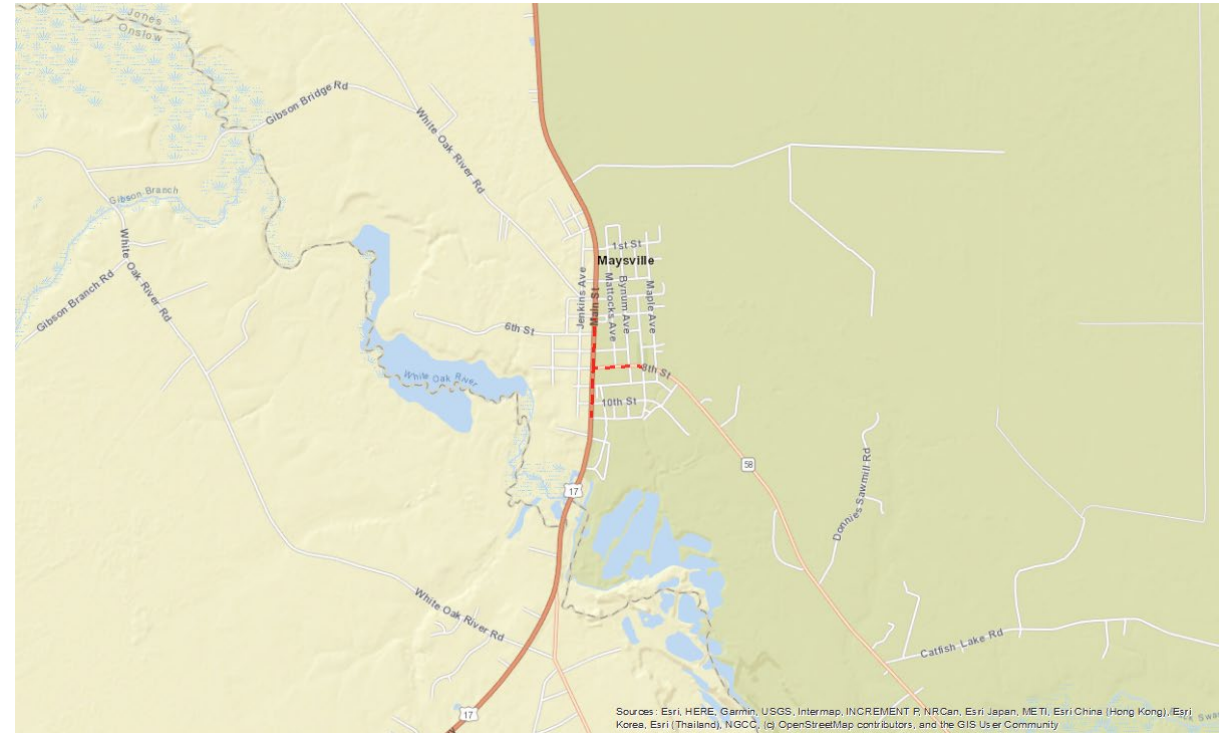 Jones
Onslow
Gibson Bridge Rd
White Oak River Rd
Gibson Branch
1st St
Maysville
White Oak River Rd
Gibson Branch Rd
Jenkins Ave
Main St
Mattocks Ave
Bynum Ave
Maple Ave
6th St
8th St
White Oak River
10th St
58
17
Donnies Sawmill Rd
White Oak River Rd
Catfish Lake Rd
17
Sources: Esri, HERE, Garmin, USGS, Intermap, INCREMENT P, NRCan, Esri Japan, METI, Esri China (Hong Kong), Esri
Korea, Esri (Thailand), NGCC, (c) OpenStreetMap contributors, and the GIS User Community